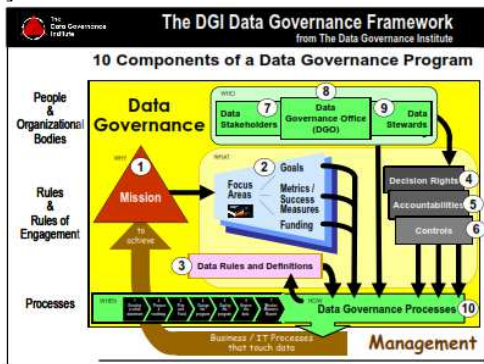 The
Data Governance
Institute
The DGI Data Governance Framework
from The Data Governance Institute
10 Components of a Data Governance Program
People
&
Organizational
Bodies
Data
Governance
WHO
8
7
Data
Stakeholders
Data
Governance Office
(DGO)
9
Data
Stewards
Rules
&
Rules of
Engagement
WHY
1
Mission
WHAT
2
Focus
Areas
Goals
Metrics /
Success
Measures
Funding
Decision Rights 4
Accountabilities 5
Controls 6
to
achieve
3 Data Rules and Definitions
Processes
WHEN
HOW
Data Governance Processes 10
Business / IT Processes
that touch data
Management